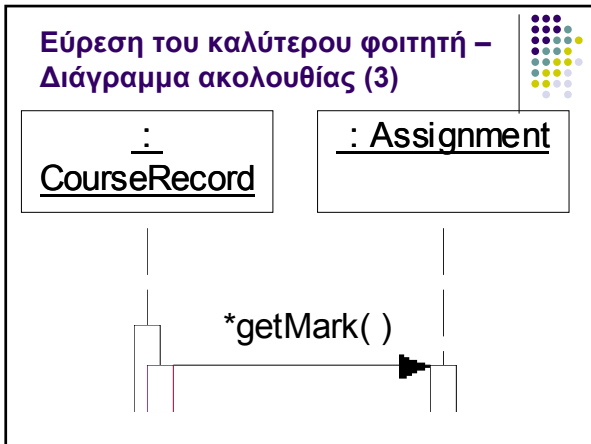 Εύρεση του καλύτερου φοιτητή –
Διάγραμμα ακολουθίας (3)
:
CourseRecord
: Assignment
*getMark( )